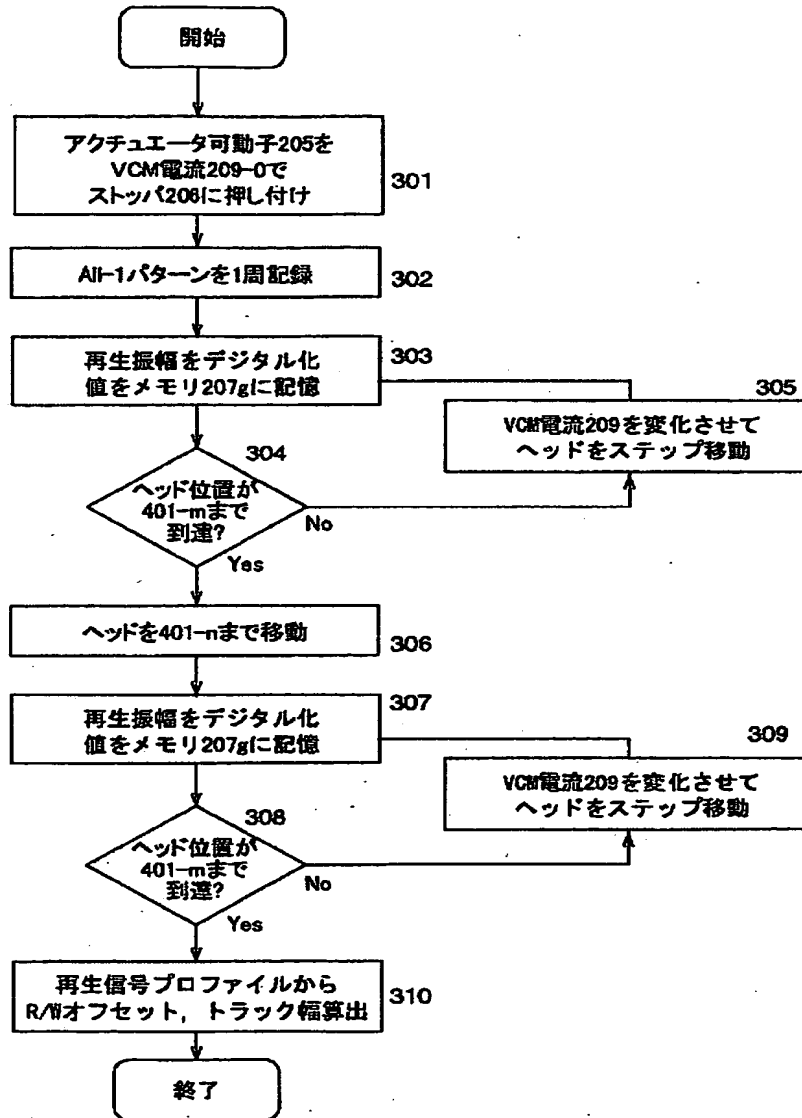 開始
アクチュエータ可動子205を
VCM電流209-0で
ストッパ206に押し付け
301
All-1パターンを1周記録
302
再生振幅をデジタル化
値をメモリ207gに記憶
303
305
VCM電流209を変化させて
ヘッドをステップ移動
304
ヘッド位置が
401-mまで
到達?
No
Yes
ヘッドを401-nまで移動
306
再生振幅をデジタル化
値をメモリ207gに記憶
307
309
VCM電流209を変化させて
ヘッドをステップ移動
308
ヘッド位置が
401-mまで
到達?
No
Yes
再生信号プロファイルから
R/Wオフセット, トラック幅算出
310
終了